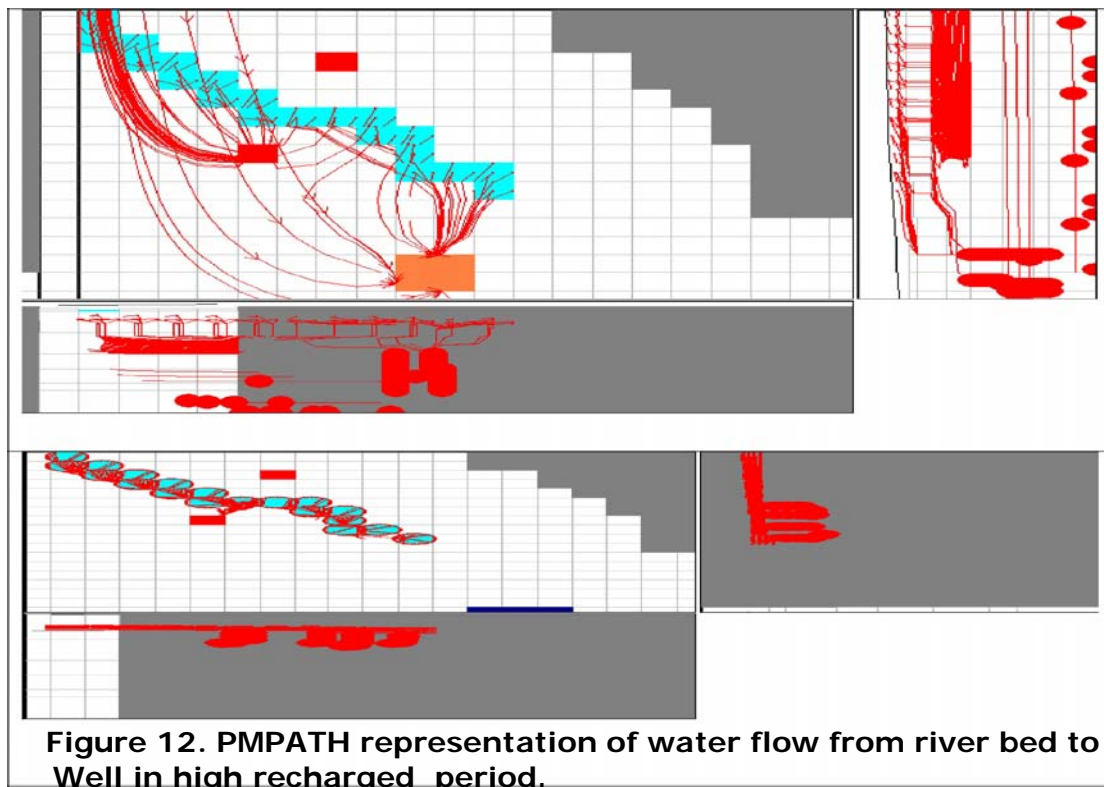 Figure 12. PMPATH representation of water flow from river bed to
Well in high recharged period.